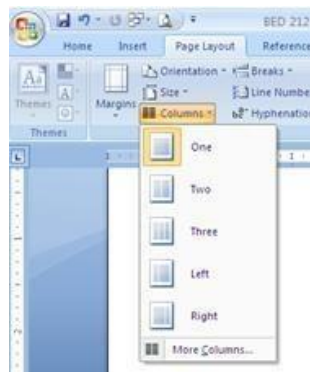 BED 212
Home Insert Page Layout Reference
Orientation Breaks
Themes Margins Size Line Numbe
Columns Hyphenation
Themes
One
Two
Three
Left
Right
More Columns...